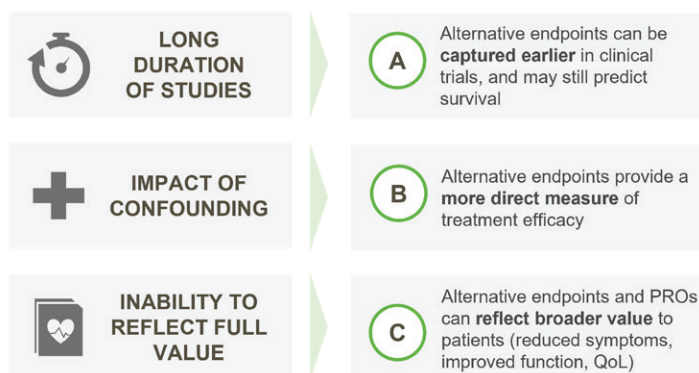 LONG
DURATION
OF STUDIES
A
Alternative endpoints can be
captured earlier in clinical
trials, and may still predict
survival
IMPACT OF
CONFOUNDING
B
Alternative endpoints provide a
more direct measure of
treatment efficacy
INABILITY TO
REFLECT FULL
VALUE
C
Alternative endpoints and PROs
can reflect broader value to
patients (reduced symptoms,
improved function, QoL)